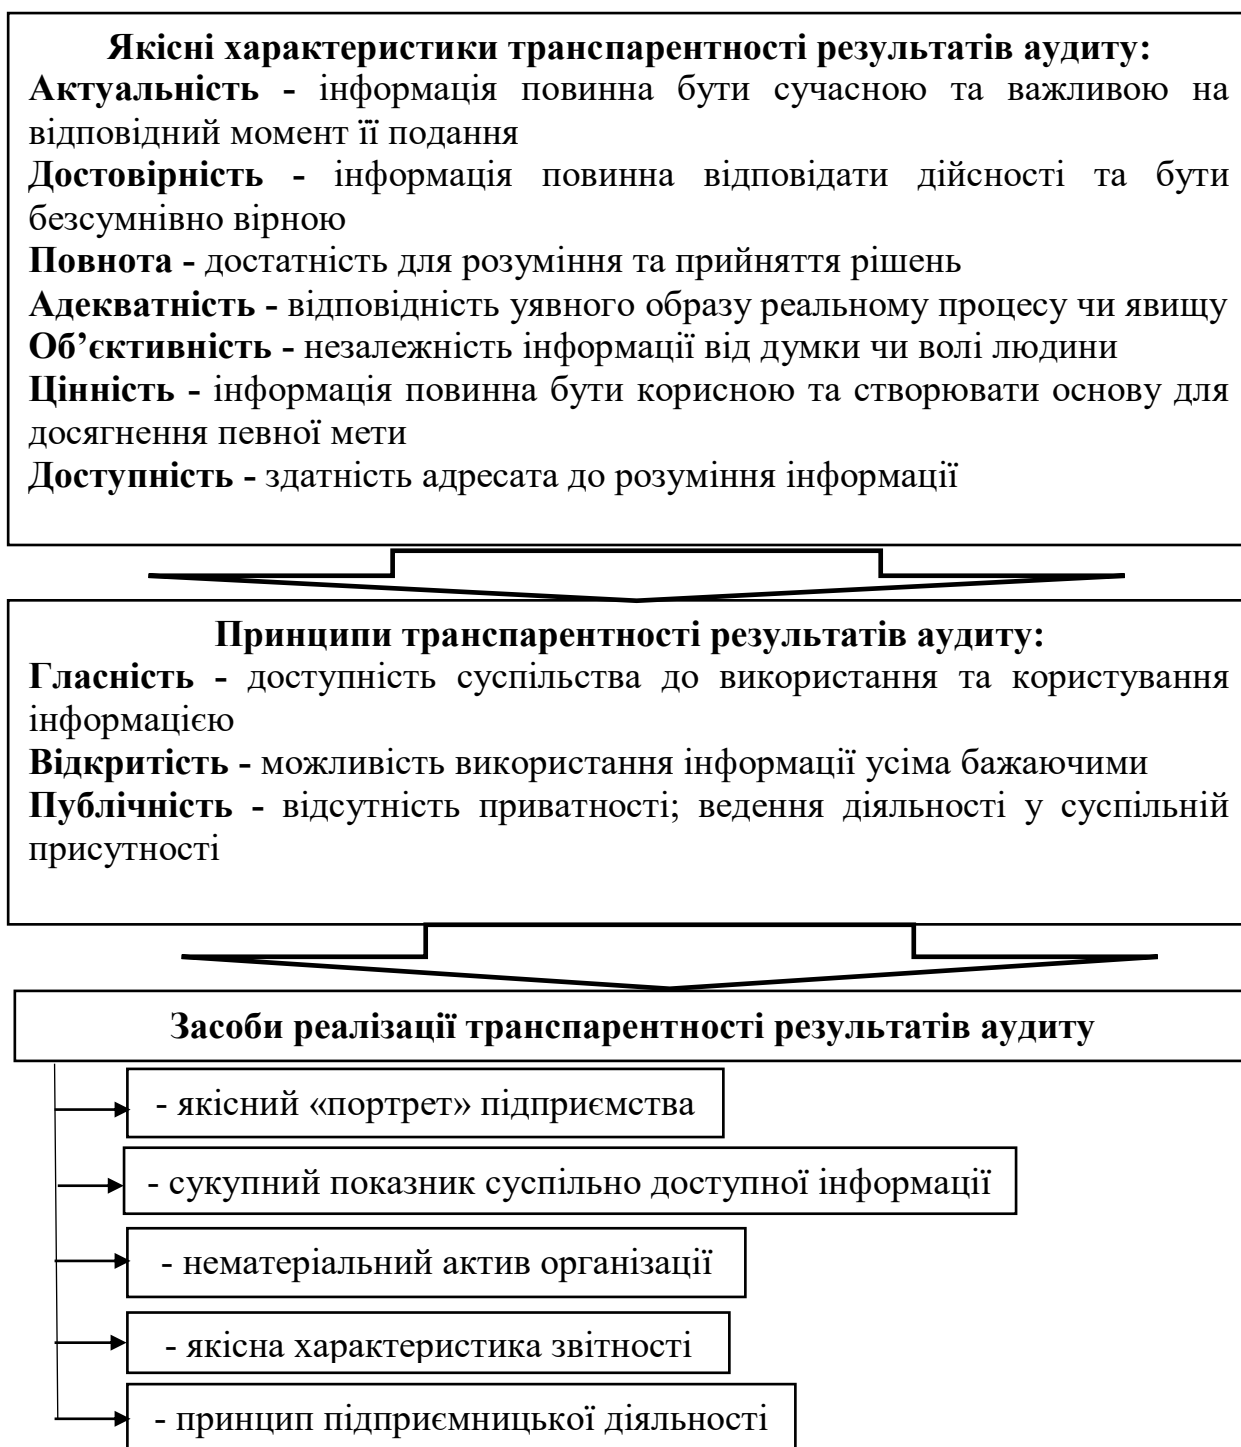 Якісні характеристики транспарентності результатів аудиту:
Актуальність - інформація повинна бути сучасною та важливою на
відповідний момент її подання
Достовірність - інформація повинна відповідати дійсності та бути
безсумнівно вірною
Повнота - достатність для розуміння та прийняття рішень
Адекватність - відповідність уявного образу реальному процесу чи явищу
Об’єктивність - незалежність інформації від думки чи волі людини
Цінність - інформація повинна бути корисною та створювати основу для
досягнення певної мети
Доступність - здатність адресата до розуміння інформації
Принципи транспарентності результатів аудиту:
Гласність - доступність суспільства до використання та користування
інформацією
Відкритість - можливість використання інформації усіма бажаючими
Публічність - відсутність приватності; ведення діяльності у суспільній
присутності
Засоби реалізації транспарентності результатів аудиту
- якісний «портрет» підприємства
- сукупний показник суспільно доступної інформації
- нематеріальний актив організації
- якісна характеристика звітності
- принцип підприємницької діяльності